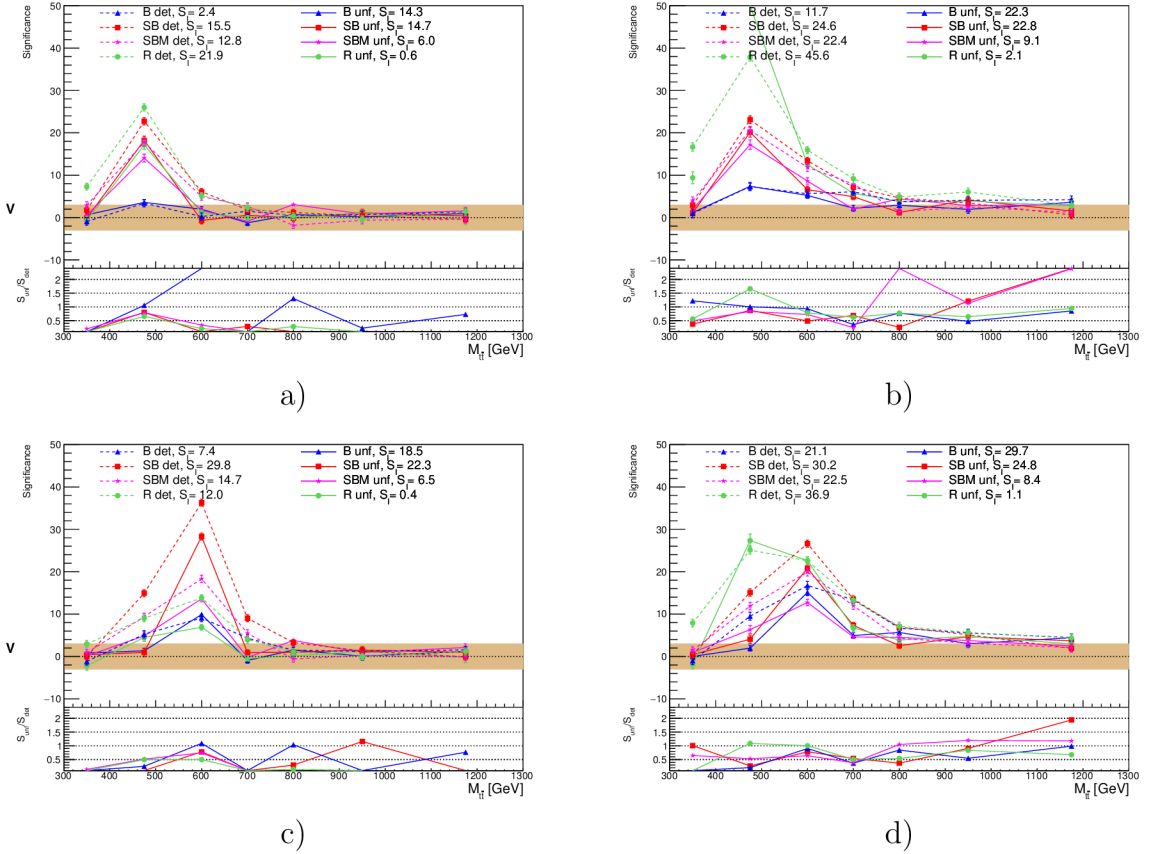 Significance
50
40
30
20
10
0
−10
B det, S_I= 2.4
SB det, S_I= 15.5
SBM det, S_I= 12.8
R det, S_I= 21.9
B unf, S_I= 14.3
SB unf, S_I= 14.7
SBM unf, S_I= 6.0
R unf, S_I= 0.6
S_unf/S_det
2
1.5
1
0.5
300 400 500 600 700 800 900 1000 1100 1200 1300
M_tt̄ [GeV]
a)
Significance
50
40
30
20
10
0
−10
B det, S_I= 11.7
SB det, S_I= 24.6
SBM det, S_I= 22.4
R det, S_I= 45.6
B unf, S_I= 22.3
SB unf, S_I= 22.8
SBM unf, S_I= 9.1
R unf, S_I= 2.1
S_unf/S_det
2
1.5
1
0.5
300 400 500 600 700 800 900 1000 1100 1200 1300
M_tt̄ [GeV]
b)
Significance
50
40
30
20
10
0
−10
B det, S_I= 7.4
SB det, S_I= 29.8
SBM det, S_I= 14.7
R det, S_I= 12.0
B unf, S_I= 18.5
SB unf, S_I= 22.3
SBM unf, S_I= 6.5
R unf, S_I= 0.4
S_unf/S_det
2
1.5
1
0.5
300 400 500 600 700 800 900 1000 1100 1200 1300
M_tt̄ [GeV]
c)
Significance
50
40
30
20
10
0
−10
B det, S_I= 21.1
SB det, S_I= 30.2
SBM det, S_I= 22.5
R det, S_I= 36.9
B unf, S_I= 29.7
SB unf, S_I= 24.8
SBM unf, S_I= 8.4
R unf, S_I= 1.1
S_unf/S_det
2
1.5
1
0.5
300 400 500 600 700 800 900 1000 1100 1200 1300
M_tt̄ [GeV]
d)